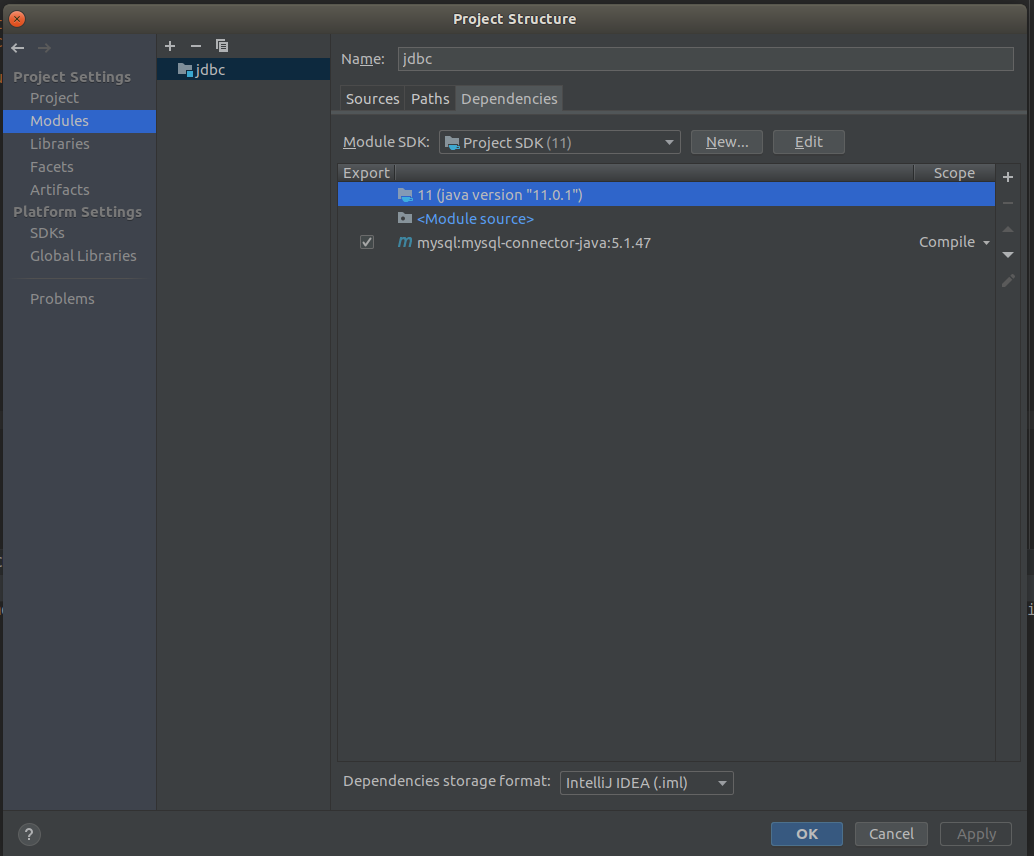 Project Structure
Project Settings
Project
Modules
Libraries
Facets
Artifacts
Platform Settings
SDKs
Global Libraries
Problems
jdbc
Name: jdbc
Sources Paths Dependencies
Module SDK: Project SDK (11) New... Edit
Export Scope
11 (java version "11.0.1")
<Module source>
m mysql:mysql-connector-java:5.1.47 Compile
Dependencies storage format: IntelliJ IDEA (.iml)
? OK Cancel Apply